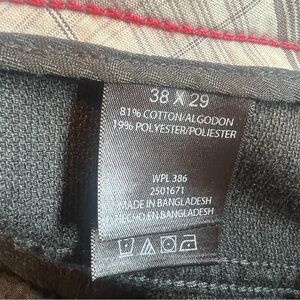 38 X 29
81% COTTON/ALGODON
19% POLYESTER/POLIESTER
WPL 386
2501671
MADE IN BANGLADESH
HECHO EN BANGLADESH